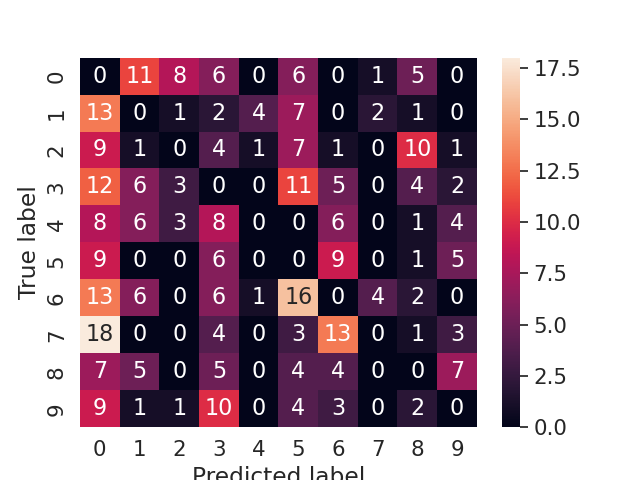 0 0 11 8 6 0 6 0 1 5 0
1 13 0 1 2 4 7 0 2 1 0
2 9 1 0 4 1 7 1 0 10 1
3 12 6 3 0 0 11 5 0 4 2
4 8 6 3 8 0 0 6 0 1 4
5 9 0 0 6 0 0 9 0 1 5
6 13 6 0 6 1 16 0 4 2 0
7 18 0 0 4 0 3 13 0 1 3
8 7 5 0 5 0 4 4 0 0 7
9 9 1 1 10 0 4 3 0 2 0
0 1 2 3 4 5 6 7 8 9
Predicted label
True label
17.5
15.0
12.5
10.0
7.5
5.0
2.5
0.0